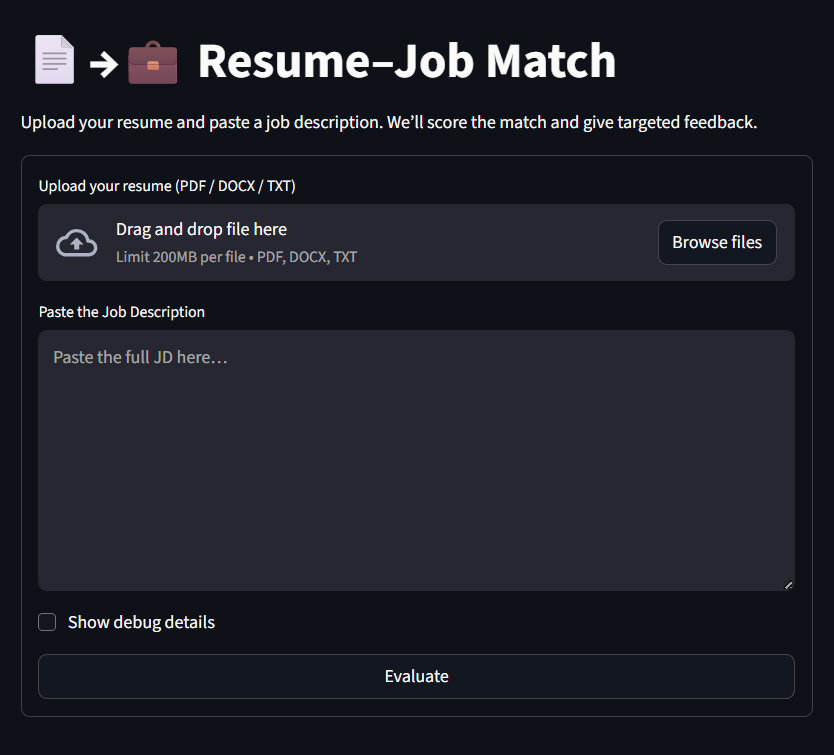 Resume–Job Match
Upload your resume and paste a job description. We’ll score the match and give targeted feedback.
Upload your resume (PDF / DOCX / TXT)
Drag and drop file here
Limit 200MB per file • PDF, DOCX, TXT
Browse files
Paste the Job Description
Paste the full JD here…
Show debug details
Evaluate